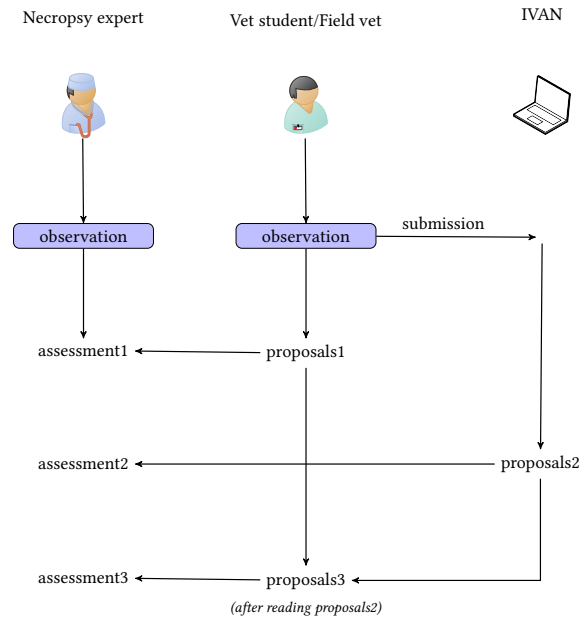 Necropsy expert
Vet student/Field vet
IVAN
observation
observation
submission
assessment1
proposals1
assessment2
proposals2
assessment3
proposals3
(after reading proposals2)